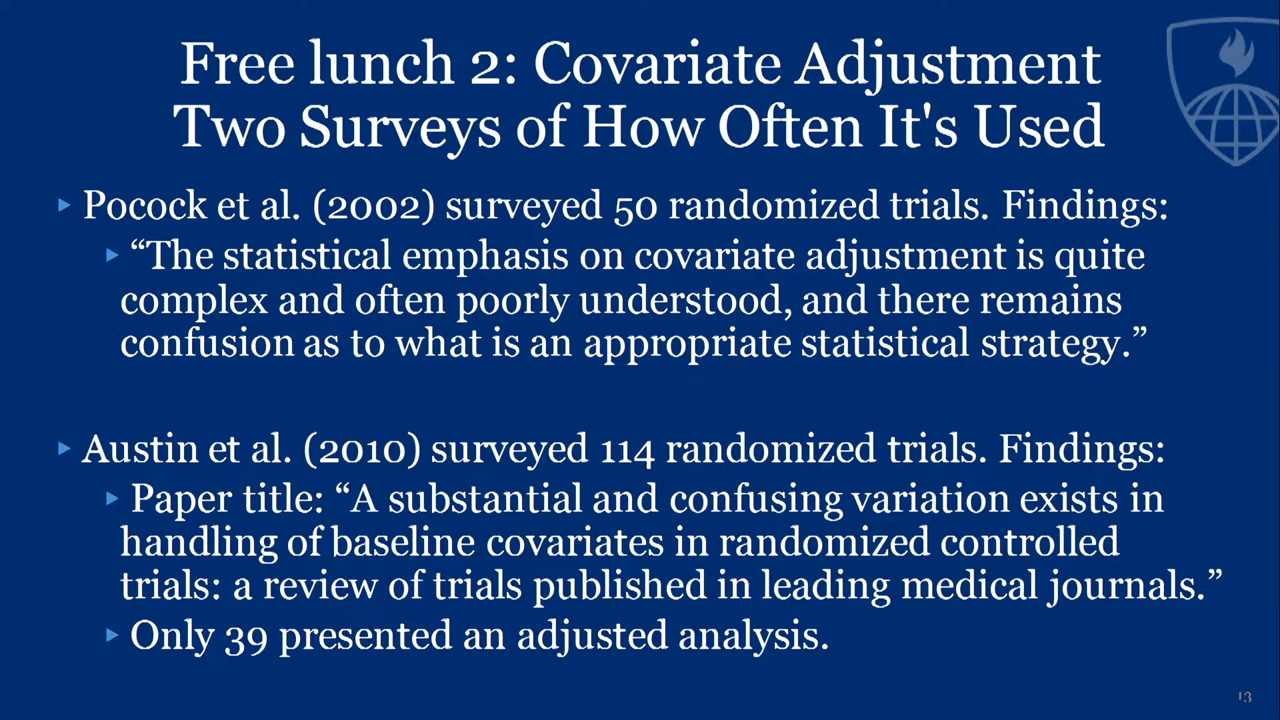 Free lunch 2: Covariate Adjustment
Two Surveys of How Often It's Used
▸ Pocock et al. (2002) surveyed 50 randomized trials. Findings:
▸ “The statistical emphasis on covariate adjustment is quite
complex and often poorly understood, and there remains
confusion as to what is an appropriate statistical strategy.”
▸ Austin et al. (2010) surveyed 114 randomized trials. Findings:
▸ Paper title: “A substantial and confusing variation exists in
handling of baseline covariates in randomized controlled
trials: a review of trials published in leading medical journals.”
▸ Only 39 presented an adjusted analysis.
13